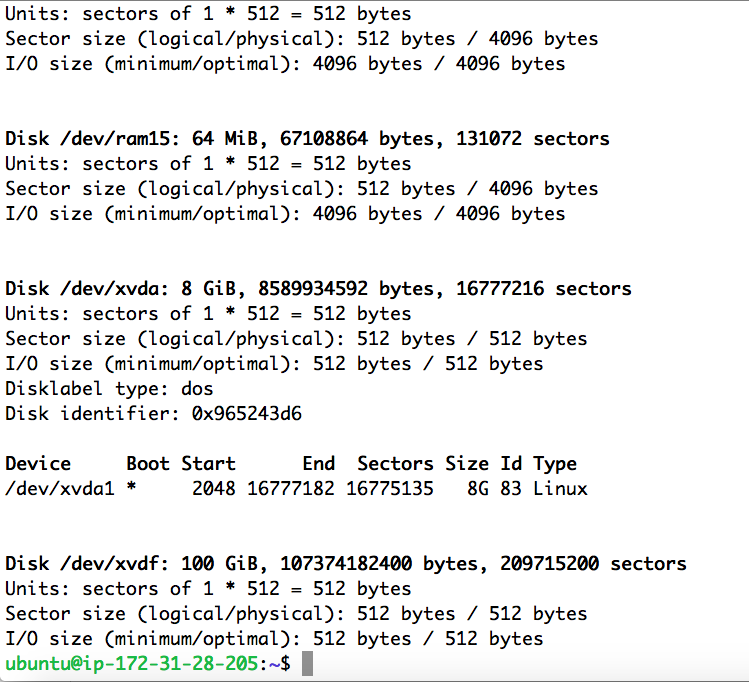 Units: sectors of 1 * 512 = 512 bytes
Sector size (logical/physical): 512 bytes / 4096 bytes
I/O size (minimum/optimal): 4096 bytes / 4096 bytes
Disk /dev/ram15: 64 MiB, 67108864 bytes, 131072 sectors
Units: sectors of 1 * 512 = 512 bytes
Sector size (logical/physical): 512 bytes / 4096 bytes
I/O size (minimum/optimal): 4096 bytes / 4096 bytes
Disk /dev/xvda: 8 GiB, 8589934592 bytes, 16777216 sectors
Units: sectors of 1 * 512 = 512 bytes
Sector size (logical/physical): 512 bytes / 512 bytes
I/O size (minimum/optimal): 512 bytes / 512 bytes
Disklabel type: dos
Disk identifier: 0x965243d6
Device     Boot Start      End  Sectors Size Id Type
/dev/xvda1 *     2048 16777182 16775135   8G 83 Linux
Disk /dev/xvdf: 100 GiB, 107374182400 bytes, 209715200 sectors
Units: sectors of 1 * 512 = 512 bytes
Sector size (logical/physical): 512 bytes / 512 bytes
I/O size (minimum/optimal): 512 bytes / 512 bytes
ubuntu@ip-172-31-28-205:~$